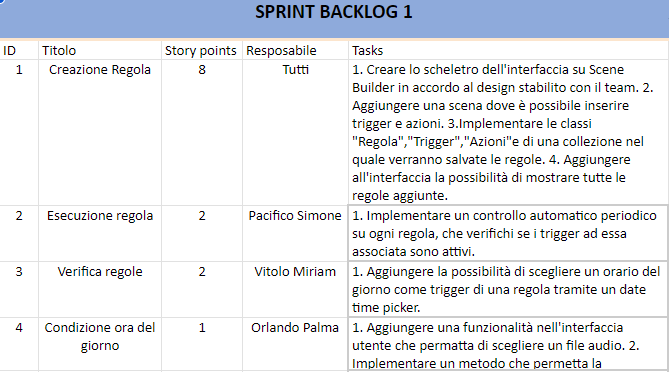 SPRINT BACKLOG 1
ID Titolo Story points Resposabile Tasks
1 Creazione Regola 8 Tutti 1. Creare lo scheletro dell'interfaccia su Scene
Builder in accordo al design stabilito con il team. 2.
Aggiungere una scena dove è possibile inserire
trigger e azioni. 3.Implementare le classi
"Regola","Trigger","Azioni"e di una collezione nel
quale verranno salvate le regole. 4. Aggiungere
all'interfaccia la possibilità di mostrare tutte le
regole aggiunte.
2 Esecuzione regola 2 Pacifico Simone 1. Implementare un controllo automatico periodico
su ogni regola, che verifichi se i trigger ad essa
associata sono attivi.
3 Verifica regole 2 Vitolo Miriam 1. Aggiungere la possibilità di scegliere un orario del
giorno come trigger di una regola tramite un date
time picker.
4 Condizione ora del 1 Orlando Palma 1. Aggiungere una funzionalità nell'interfaccia
giorno utente che permatta di scegliere un file audio. 2.
Implementare un metodo che permetta la